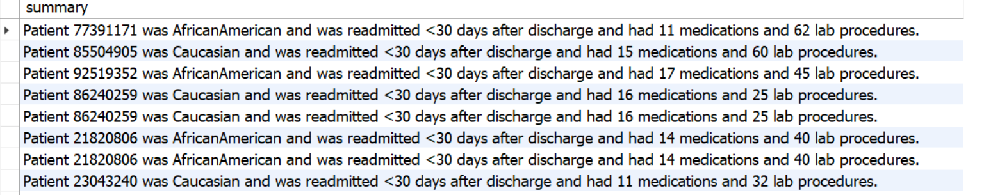 summary
Patient 77391171 was AfricanAmerican and was readmitted <30 days after discharge and had 11 medications and 62 lab procedures.
Patient 85504905 was Caucasian and was readmitted <30 days after discharge and had 15 medications and 60 lab procedures.
Patient 92519352 was AfricanAmerican and was readmitted <30 days after discharge and had 17 medications and 45 lab procedures.
Patient 86240259 was Caucasian and was readmitted <30 days after discharge and had 16 medications and 25 lab procedures.
Patient 86240259 was Caucasian and was readmitted <30 days after discharge and had 16 medications and 25 lab procedures.
Patient 21820806 was AfricanAmerican and was readmitted <30 days after discharge and had 14 medications and 40 lab procedures.
Patient 21820806 was AfricanAmerican and was readmitted <30 days after discharge and had 14 medications and 40 lab procedures.
Patient 23043240 was Caucasian and was readmitted <30 days after discharge and had 11 medications and 32 lab procedures.